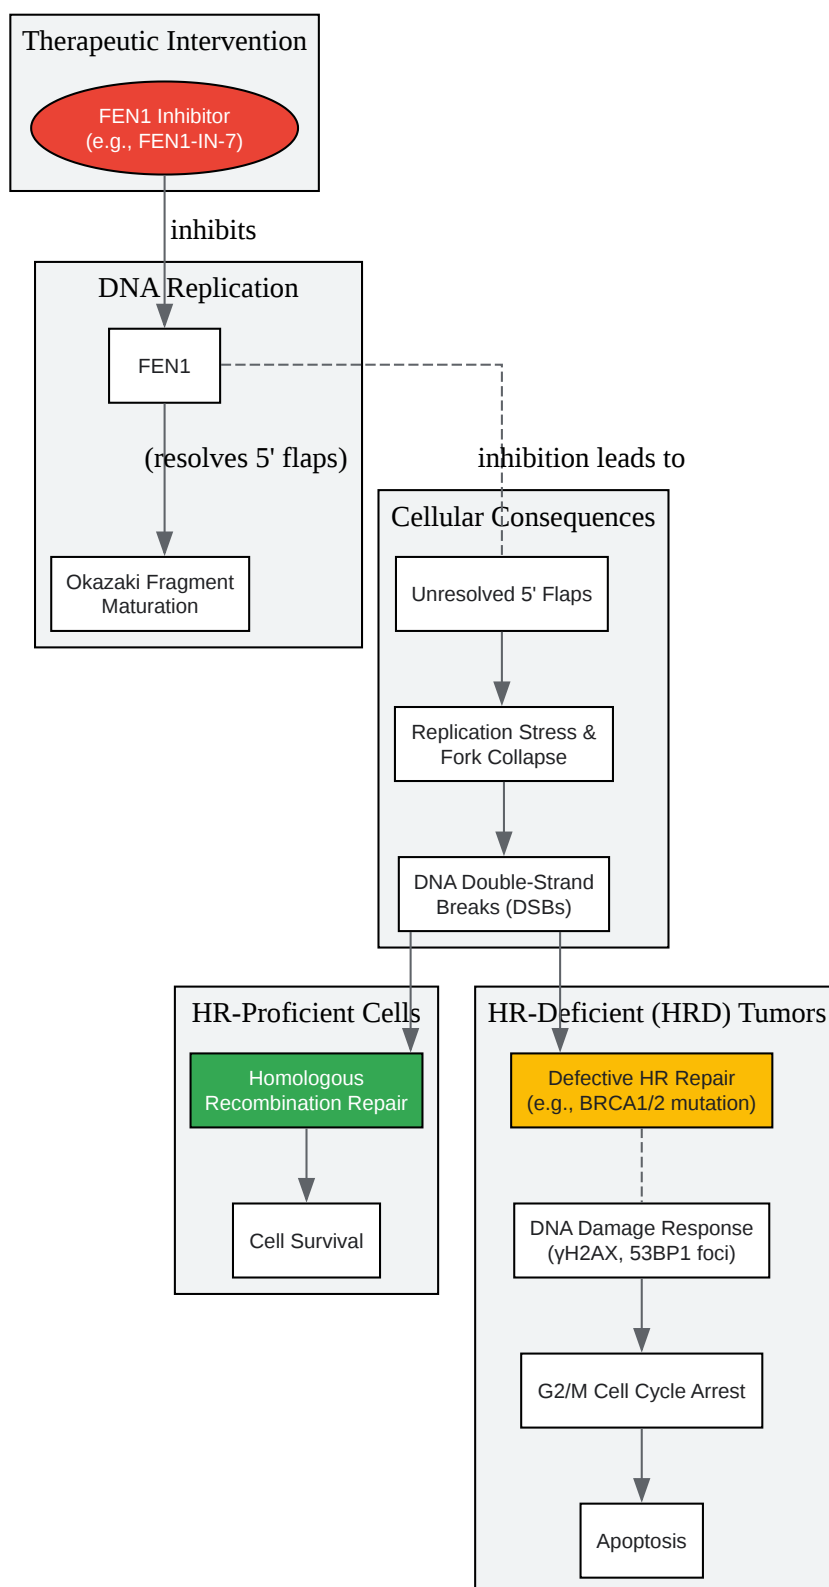 Therapeutic Intervention
FEN1 Inhibitor
(e.g., FEN1-IN-7)
inhibits
DNA Replication
FEN1
(resolves 5' flaps)
inhibition leads to
Cellular Consequences
Okazaki Fragment
Maturation
Unresolved 5' Flaps
Replication Stress &
Fork Collapse
DNA Double-Strand
Breaks (DSBs)
HR-Proficient Cells
HR-Deficient (HRD) Tumors
Homologous
Recombination Repair
Defective HR Repair
(e.g., BRCA1/2 mutation)
Cell Survival
DNA Damage Response
(γH2AX, 53BP1 foci)
G2/M Cell Cycle Arrest
Apoptosis